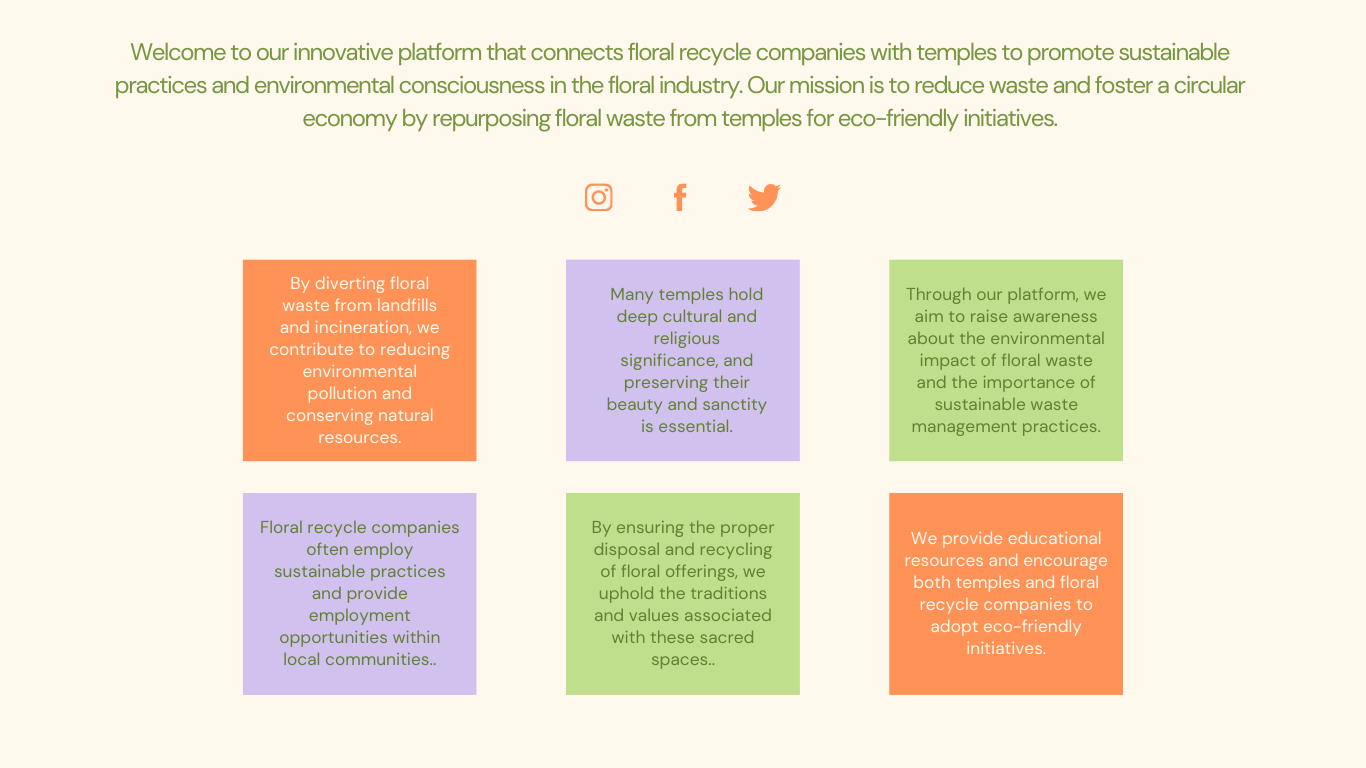 Welcome to our innovative platform that connects floral recycle companies with temples to promote sustainable
practices and environmental consciousness in the floral industry. Our mission is to reduce waste and foster a circular
economy by repurposing floral waste from temples for eco-friendly initiatives.
By diverting floral
waste from landfills
and incineration, we
contribute to reducing
environmental
pollution and
conserving natural
resources.
Many temples hold
deep cultural and
religious
significance, and
preserving their
beauty and sanctity
is essential.
Through our platform, we
aim to raise awareness
about the environmental
impact of floral waste
and the importance of
sustainable waste
management practices.
Floral recycle companies
often employ
sustainable practices
and provide
employment
opportunities within
local communities..
By ensuring the proper
disposal and recycling
of floral offerings, we
uphold the traditions
and values associated
with these sacred
spaces..
We provide educational
resources and encourage
both temples and floral
recycle companies to
adopt eco-friendly
initiatives.